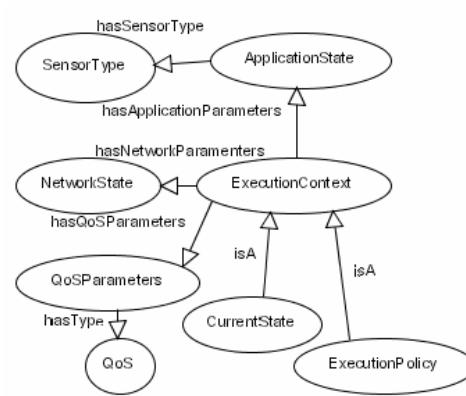 hasSensorType
SensorType
ApplicationState
hasApplicationParameters
hasNetworkParamenters
NetworkState
ExecutionContext
hasQoSParameters
isA
isA
QoSParameters
hasType
CurrentState
QoS
ExecutionPolicy